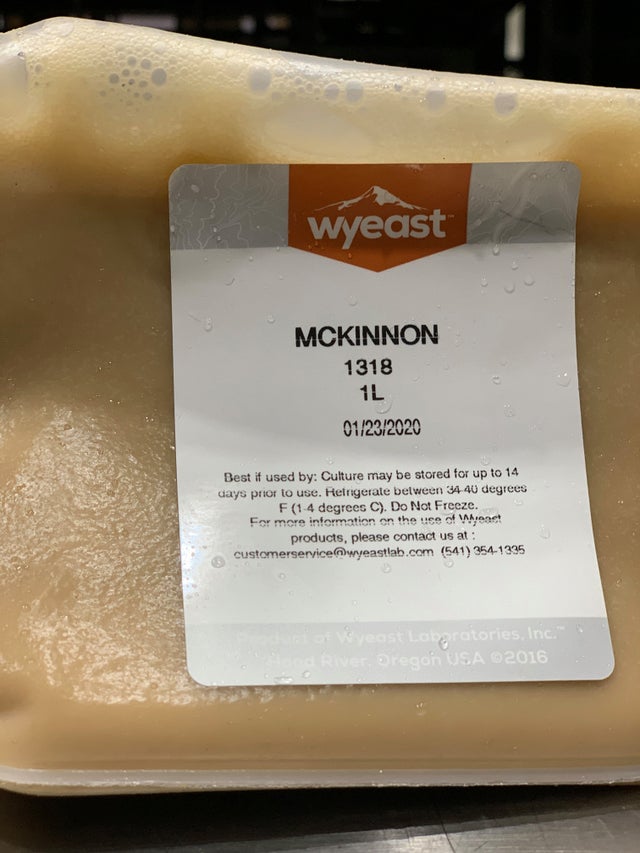 wyeast™
MCKINNON
1318
1L
01/23/2020
Best if used by: Culture may be stored for up to 14
days prior to use. Refrigerate between 34-40 degrees
F (1-4 degrees C). Do Not Freeze.
For more information on the use of Wyeast
products, please contact us at :
customerservice@wyeastlab.com (541) 354-1335
Product of Wyeast Laboratories, Inc.™
Hood River, Oregon USA ©2016